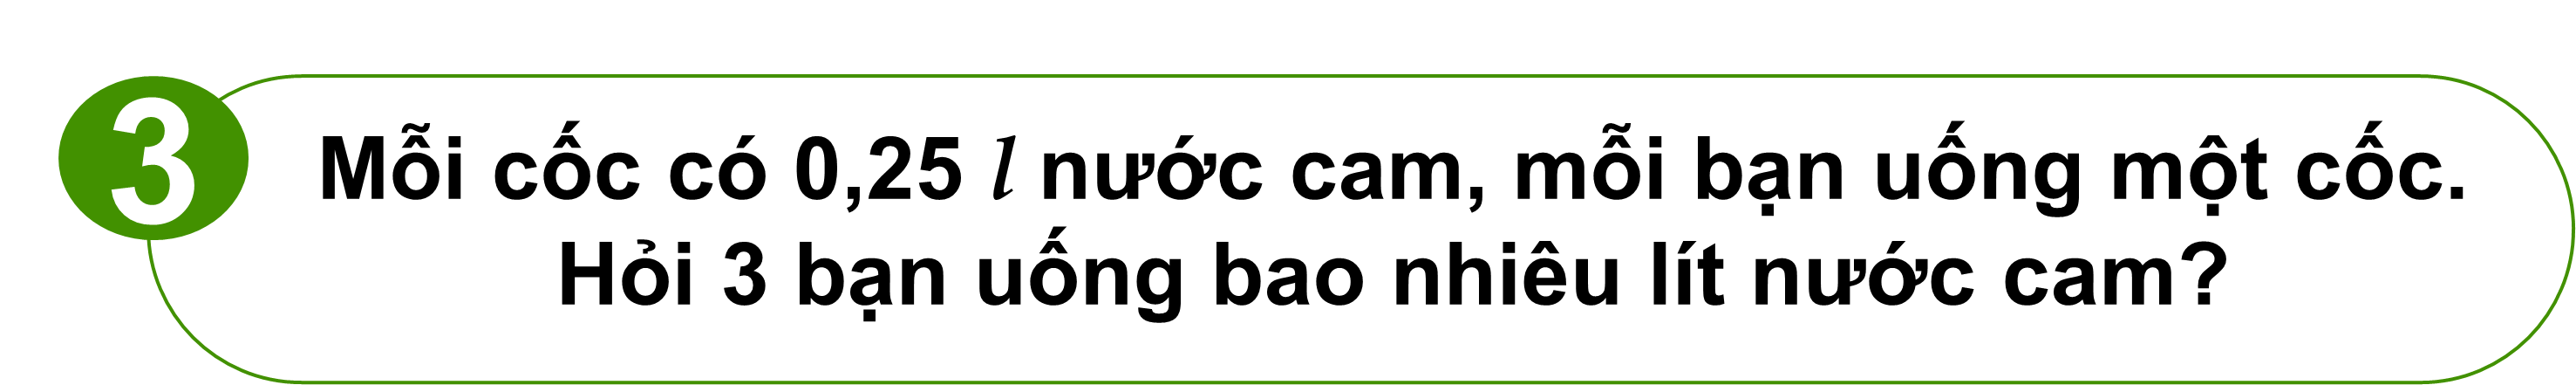 3
Mỗi cốc có 0,25 l nước cam, mỗi bạn uống một cốc.
Hỏi 3 bạn uống bao nhiêu lít nước cam?